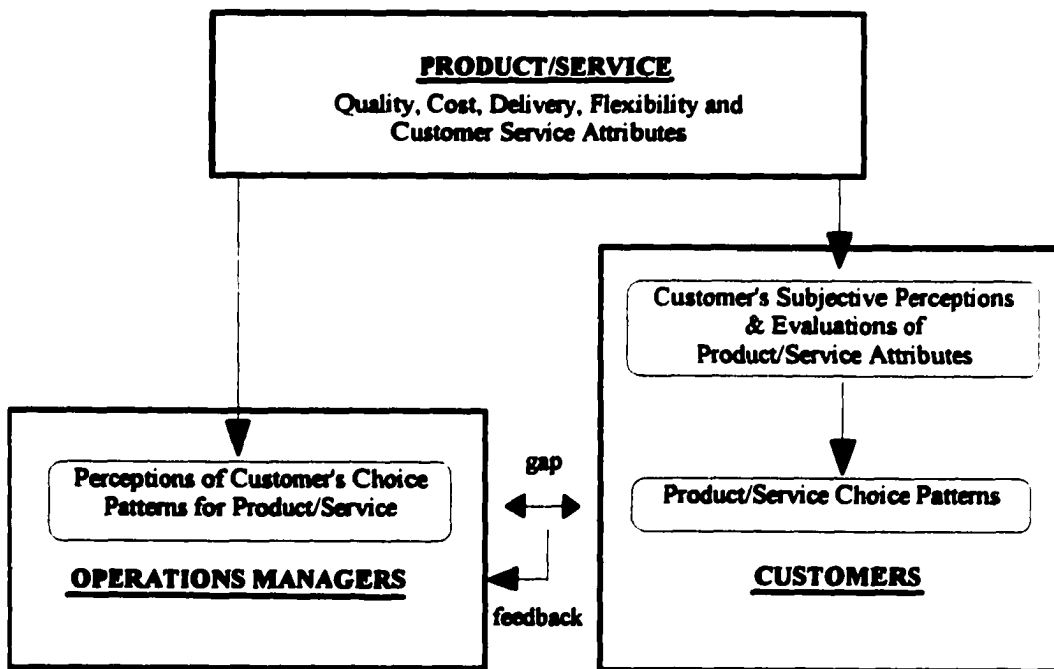 PRODUCT/SERVICE
Quality, Cost, Delivery, Flexibility and
Customer Service Attributes
Customer's Subjective Perceptions
& Evaluations of
Product/Service Attributes
Product/Service Choice Patterns
CUSTOMERS
gap
feedback
Perceptions of Customer's Choice
Patterns for Product/Service
OPERATIONS MANAGERS